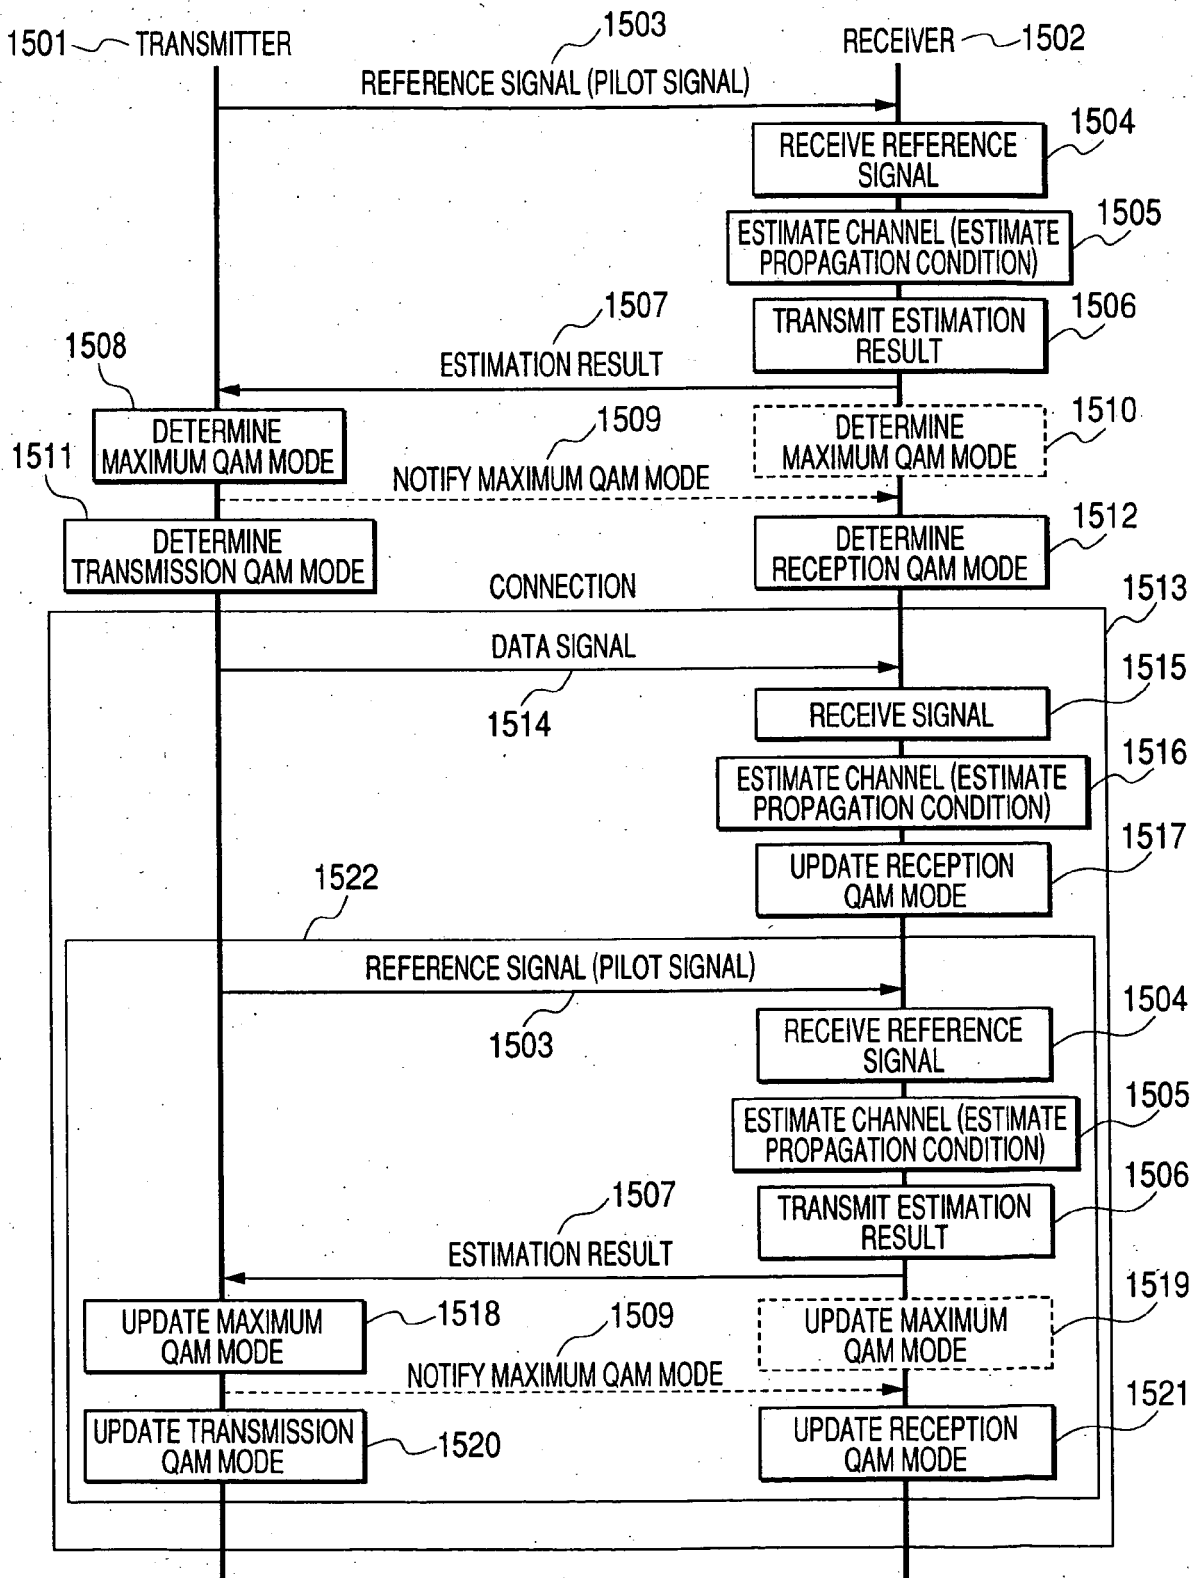 1501 TRANSMITTER
1503
RECEIVER 1502
REFERENCE SIGNAL (PILOT SIGNAL)
1504
RECEIVE REFERENCE
SIGNAL
1505
ESTIMATE CHANNEL (ESTIMATE
PROPAGATION CONDITION)
1506
TRANSMIT ESTIMATION
RESULT
1507
ESTIMATION RESULT
1508
DETERMINE
MAXIMUM QAM MODE
1509
NOTIFY MAXIMUM QAM MODE
1510
DETERMINE
MAXIMUM QAM MODE
1511
DETERMINE
TRANSMISSION QAM MODE
1512
DETERMINE
RECEPTION QAM MODE
CONNECTION
1513
DATA SIGNAL
1514
1515
RECEIVE SIGNAL
1516
ESTIMATE CHANNEL (ESTIMATE
PROPAGATION CONDITION)
1517
UPDATE RECEPTION
QAM MODE
1522
REFERENCE SIGNAL (PILOT SIGNAL)
1503
1504
RECEIVE REFERENCE
SIGNAL
1505
ESTIMATE CHANNEL (ESTIMATE
PROPAGATION CONDITION)
1506
TRANSMIT ESTIMATION
RESULT
1507
ESTIMATION RESULT
UPDATE MAXIMUM
QAM MODE
1518
1509
NOTIFY MAXIMUM QAM MODE
1519
UPDATE MAXIMUM
QAM MODE
UPDATE TRANSMISSION
QAM MODE
1520
1521
UPDATE RECEPTION
QAM MODE